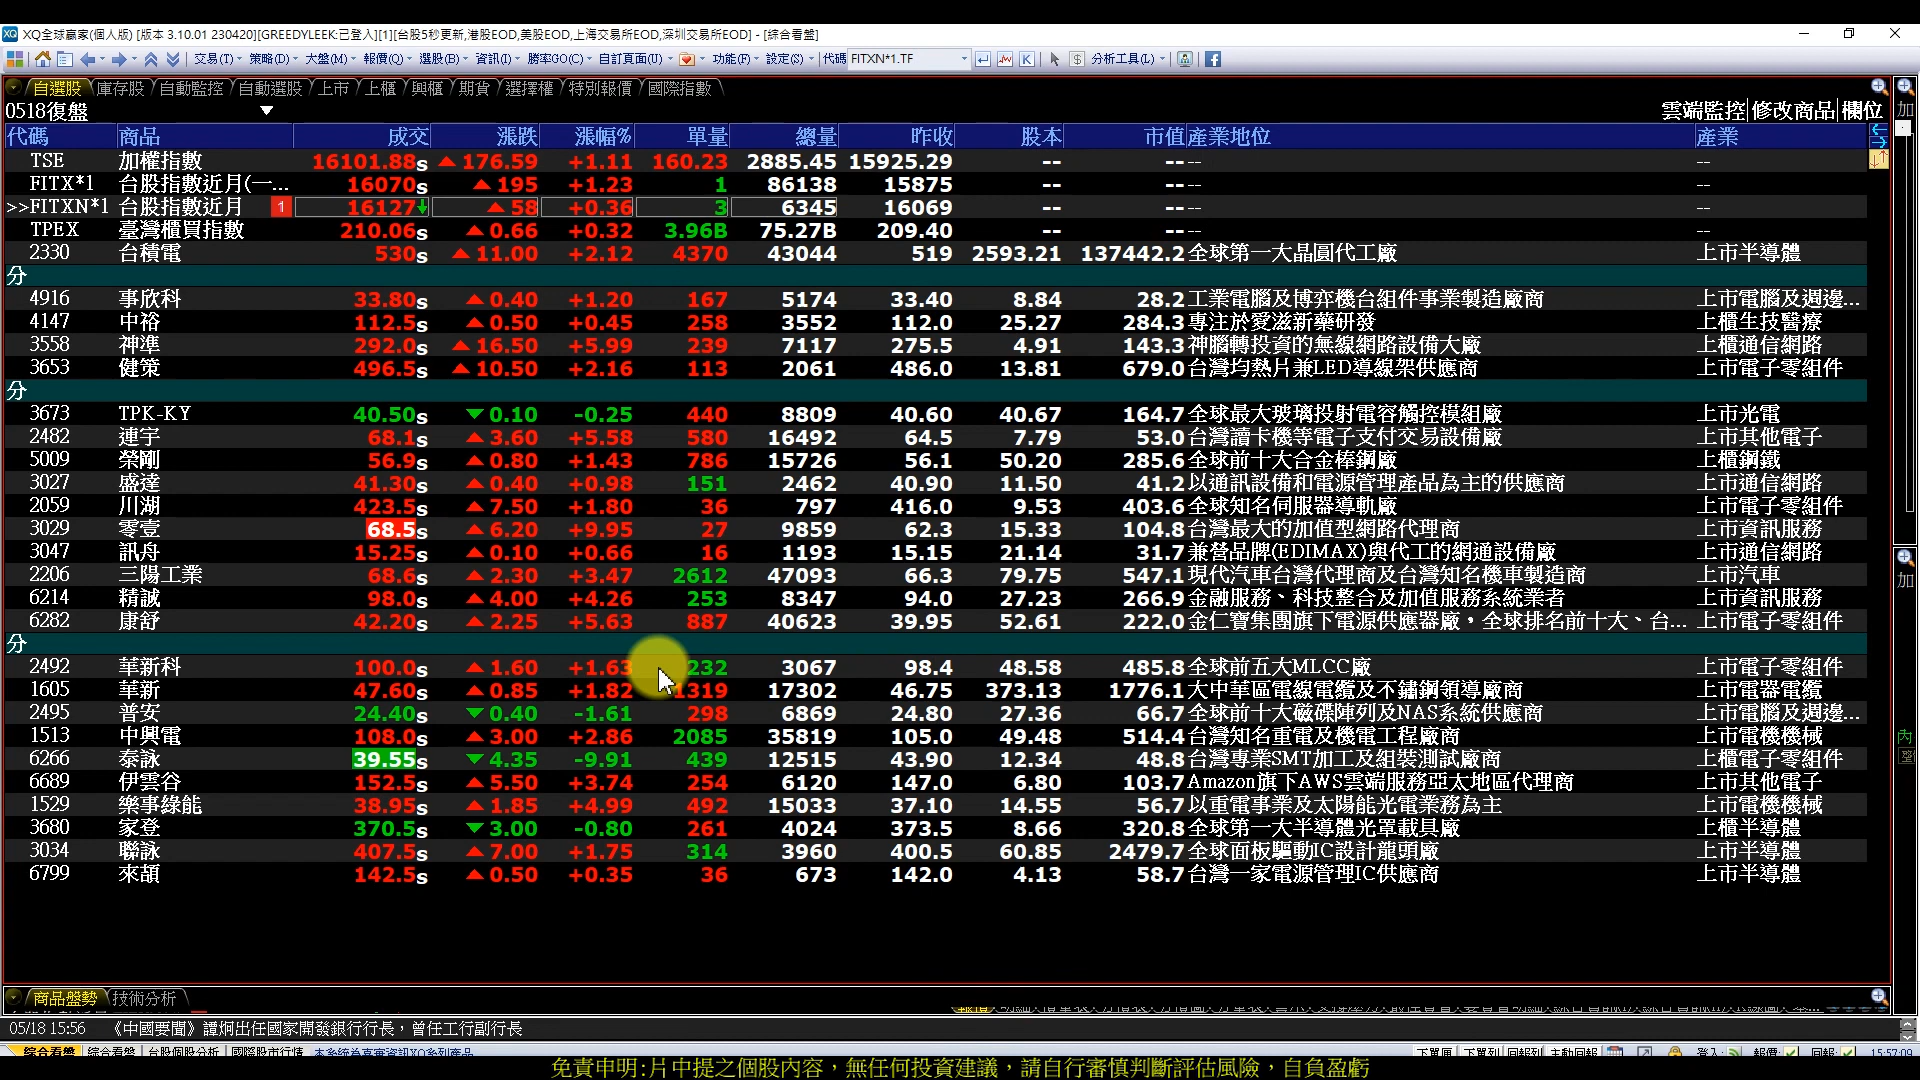 XQ全球贏家(個人版) [版本 3.10.01 230420][GREEDYLEEK:已登入][1][台股5秒更新,港股EOD,美股EOD,上海交易所EOD,深圳交易所EOD] - [綜合看盤]
交易(T) 策略(D) 大盤(M) 報價(Q) 選股(B) 資訊(I) 勝率GO(C) 自訂頁面(U) 功能(F) 設定(S) 代碼 FITXN*1.TF K 分析工具(L)
自選股 庫存股 自動監控 自動選股 上市 上櫃 興櫃 期貨 選擇權 特別報價 國際指數
0518復盤 雲端監控 修改商品 欄位 加
代碼 商品 成交 漲跌 漲幅% 單量 總量 昨收 股本 市值 產業地位 產業
TSE 加權指數 16101.88s ▲176.59 +1.11 160.23 2885.45 15925.29 -- -- -- --
FITX*1 台股指數近月(一... 16070s ▲195 +1.23 1 86138 15875 -- -- -- --
>>FITXN*1 台股指數近月 1 16127↓ ▲58 +0.36 3 6345 16069 -- -- -- --
TPEX 臺灣櫃買指數 210.06s ▲0.66 +0.32 3.96B 75.27B 209.40 -- -- -- --
2330 台積電 530s ▲11.00 +2.12 4370 43044 519 2593.21 137442.2 全球第一大晶圓代工廠 上市半導體
分
4916 事欣科 33.80s ▲0.40 +1.20 167 5174 33.40 8.84 28.2 工業電腦及博弈機台組件事業製造廠商 上市電腦及週邊...
4147 中裕 112.5s ▲0.50 +0.45 258 3552 112.0 25.27 284.3 專注於愛滋新藥研發 上櫃生技醫療
3558 神準 292.0s ▲16.50 +5.99 239 7117 275.5 4.91 143.3 神腦轉投資的無線網路設備大廠 上櫃通信網路
3653 健策 496.5s ▲10.50 +2.16 113 2061 486.0 13.81 679.0 台灣均熱片兼LED導線架供應商 上市電子零組件
分
3673 TPK-KY 40.50s ▼0.10 -0.25 440 8809 40.60 40.67 164.7 全球最大玻璃投射電容觸控模組廠 上市光電
2482 連宇 68.1s ▲3.60 +5.58 580 16492 64.5 7.79 53.0 台灣讀卡機等電子支付交易設備廠 上市其他電子
5009 榮剛 56.9s ▲0.80 +1.43 786 15726 56.1 50.20 285.6 全球前十大合金棒鋼廠 上櫃鋼鐵
3027 盛達 41.30s ▲0.40 +0.98 151 2462 40.90 11.50 41.2 以通訊設備和電源管理產品為主的供應商 上市通信網路
2059 川湖 423.5s ▲7.50 +1.80 36 797 416.0 9.53 403.6 全球知名伺服器導軌廠 上市電子零組件
3029 零壹 68.5s ▲6.20 +9.95 27 9859 62.3 15.33 104.8 台灣最大的加值型網路代理商 上市資訊服務
3047 訊舟 15.25s ▲0.10 +0.66 16 1193 15.15 21.14 31.7 兼營品牌(EDIMAX)與代工的網通設備廠 上市通信網路
2206 三陽工業 68.6s ▲2.30 +3.47 2612 47093 66.3 79.75 547.1 現代汽車台灣代理商及台灣知名機車製造商 上市汽車
6214 精誠 98.0s ▲4.00 +4.26 253 8347 94.0 27.23 266.9 金融服務、科技整合及加值服務系統業者 上市資訊服務
6282 康舒 42.20s ▲2.25 +5.63 887 40623 39.95 52.61 222.0 金仁寶集團旗下電源供應器廠，全球排名前十大、台... 上市電子零組件
分
2492 華新科 100.0s ▲1.60 +1.63 232 3067 98.4 48.58 485.8 全球前五大MLCC廠 上市電子零組件
1605 華新 47.60s ▲0.85 +1.82 1319 17302 46.75 373.13 1776.1 大中華區電線電纜及不鏽鋼領導廠商 上市電器電纜
2495 普安 24.40s ▼0.40 -1.61 298 6869 24.80 27.36 66.7 全球前十大磁碟陣列及NAS系統供應商 上市電腦及週邊...
1513 中興電 108.0s ▲3.00 +2.86 2085 35819 105.0 49.48 514.4 台灣知名重電及機電工程廠商 上市電機機械
6266 泰詠 39.55s ▼4.35 -9.91 439 12515 43.90 12.34 48.8 台灣專業SMT加工及組裝測試廠商 上櫃電子零組件
6689 伊雲谷 152.5s ▲5.50 +3.74 254 6120 147.0 6.80 103.7 Amazon旗下AWS雲端服務亞太地區代理商 上市其他電子
1529 樂事綠能 38.95s ▲1.85 +4.99 492 15033 37.10 14.55 56.7 以重電事業及太陽能光電業務為主 上市電機機械
3680 家登 370.5s ▼3.00 -0.80 261 4024 373.5 8.66 320.8 全球第一大半導體光罩載具廠 上櫃半導體
3034 聯詠 407.5s ▲7.00 +1.75 314 3960 400.5 60.85 2479.7 全球面板驅動IC設計龍頭廠 上市半導體
6799 來頡 142.5s ▲0.50 +0.35 36 673 142.0 4.13 58.7 台灣一家電源管理IC供應商 上市半導體
商品盤勢 技術分析
05/18 15:56 《中國要聞》譚炯出任國家開發銀行行長，曾任工行副行長
綜合看盤 綜合看盤 台股個股分析 國際股市行情 本系統為嘉實資訊XQ系列商品 下單匣 下單列 回報列 主動回報 登入 報價 回報 15:57:09
免責申明:片中提之個股內容，無任何投資建議，請自行審慎判斷評估風險，自負盈虧